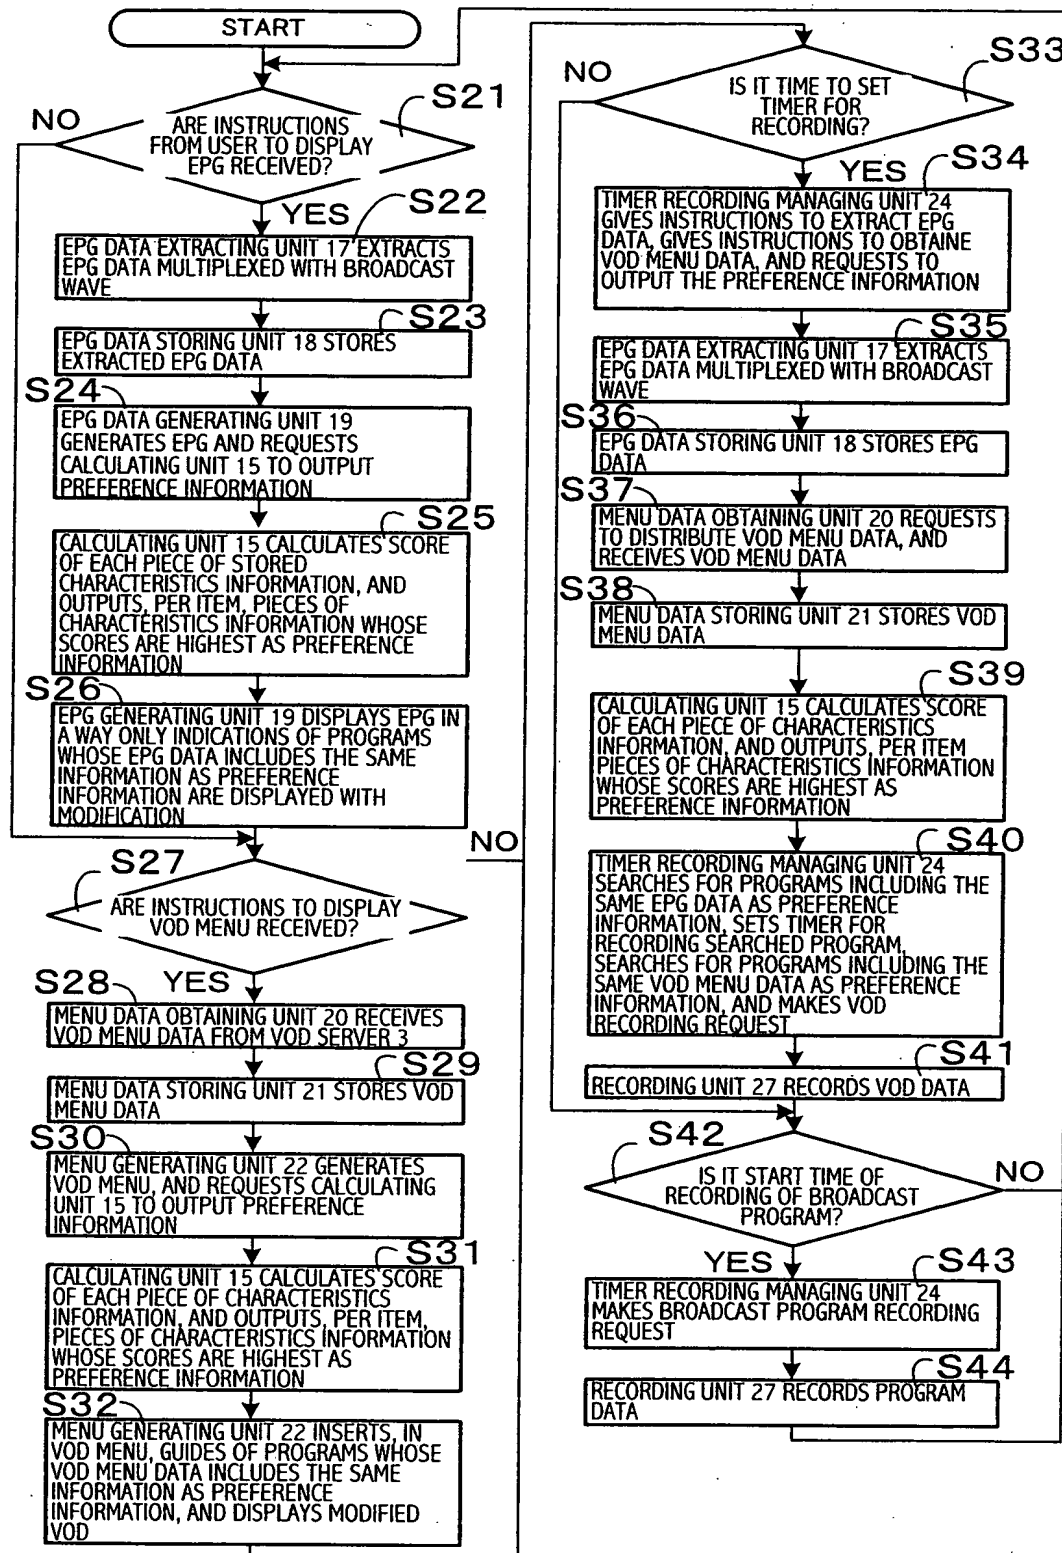 START
S21
NO
ARE INSTRUCTIONS
FROM USER TO DISPLAY
EPG RECEIVED?
YES
S22
EPG DATA EXTRACTING UNIT 17 EXTRACTS
EPG DATA MULTIPLEXED WITH BROADCAST
WAVE
S23
EPG DATA STORING UNIT 18 STORES
EXTRACTED EPG DATA
S24
EPG DATA GENERATING UNIT 19
GENERATES EPG AND REQUESTS
CALCULATING UNIT 15 TO OUTPUT
PREFERENCE INFORMATION
S25
CALCULATING UNIT 15 CALCULATES SCORE
OF EACH PIECE OF STORED
CHARACTERISTICS INFORMATION, AND
OUTPUTS, PER ITEM, PIECES OF
CHARACTERISTICS INFORMATION WHOSE
SCORES ARE HIGHEST AS PREFERENCE
INFORMATION
S26
EPG GENERATING UNIT 19 DISPLAYS EPG IN
A WAY ONLY INDICATIONS OF PROGRAMS
WHOSE EPG DATA INCLUDES THE SAME
INFORMATION AS PREFERENCE
INFORMATION ARE DISPLAYED WITH
MODIFICATION
NO
S27
ARE INSTRUCTIONS TO DISPLAY
VOD MENU RECEIVED?
YES
S28
MENU DATA OBTAINING UNIT 20 RECEIVES
VOD MENU DATA FROM VOD SERVER 3
S29
MENU DATA STORING UNIT 21 STORES VOD
MENU DATA
S30
MENU GENERATING UNIT 22 GENERATES
VOD MENU, AND REQUESTS CALCULATING
UNIT 15 TO OUTPUT PREFERENCE
INFORMATION
S31
CALCULATING UNIT 15 CALCULATES SCORE
OF EACH PIECE OF CHARACTERISTICS
INFORMATION, AND OUTPUTS, PER ITEM,
PIECES OF CHARACTERISTICS INFORMATION
WHOSE SCORES ARE HIGHEST AS
PREFERENCE INFORMATION
S32
MENU GENERATING UNIT 22 INSERTS, IN
VOD MENU, GUIDES OF PROGRAMS WHOSE
VOD MENU DATA INCLUDES THE SAME
INFORMATION AS PREFERENCE
INFORMATION, AND DISPLAYS MODIFIED
VOD
S33
NO
IS IT TIME TO SET
TIMER FOR
RECORDING?
YES
S34
TIMER RECORDING MANAGING UNIT 24
GIVES INSTRUCTIONS TO EXTRACT EPG
DATA, GIVES INSTRUCTIONS TO OBTAINE
VOD MENU DATA, AND REQUESTS TO
OUTPUT THE PREFERENCE INFORMATION
S35
EPG DATA EXTRACTING UNIT 17 EXTRACTS
EPG DATA MULTIPLEXED WITH BROADCAST
WAVE
S36
EPG DATA STORING UNIT 18 STORES EPG
DATA
S37
MENU DATA OBTAINING UNIT 20 REQUESTS
TO DISTRIBUTE VOD MENU DATA, AND
RECEIVES VOD MENU DATA
S38
MENU DATA STORING UNIT 21 STORES VOD
MENU DATA
S39
CALCULATING UNIT 15 CALCULATES SCORE
OF EACH PIECE OF CHARACTERISTICS
INFORMATION, AND OUTPUTS, PER ITEM
PIECES OF CHARACTERISTICS INFORMATION
WHOSE SCORES ARE HIGHEST AS
PREFERENCE INFORMATION
S40
TIMER RECORDING MANAGING UNIT 24
SEARCHES FOR PROGRAMS INCLUDING THE
SAME EPG DATA AS PREFERENCE
INFORMATION, SETS TIMER FOR
RECORDING SEARCHED PROGRAM,
SEARCHES FOR PROGRAMS INCLUDING THE
SAME VOD MENU DATA AS PREFERENCE
INFORMATION, AND MAKES VOD
RECORDING REQUEST
S41
RECORDING UNIT 27 RECORDS VOD DATA
S42
IS IT START TIME OF
RECORDING OF BROADCAST
PROGRAM?
NO
YES
S43
TIMER RECORDING MANAGING UNIT 24
MAKES BROADCAST PROGRAM RECORDING
REQUEST
S44
RECORDING UNIT 27 RECORDS PROGRAM
DATA